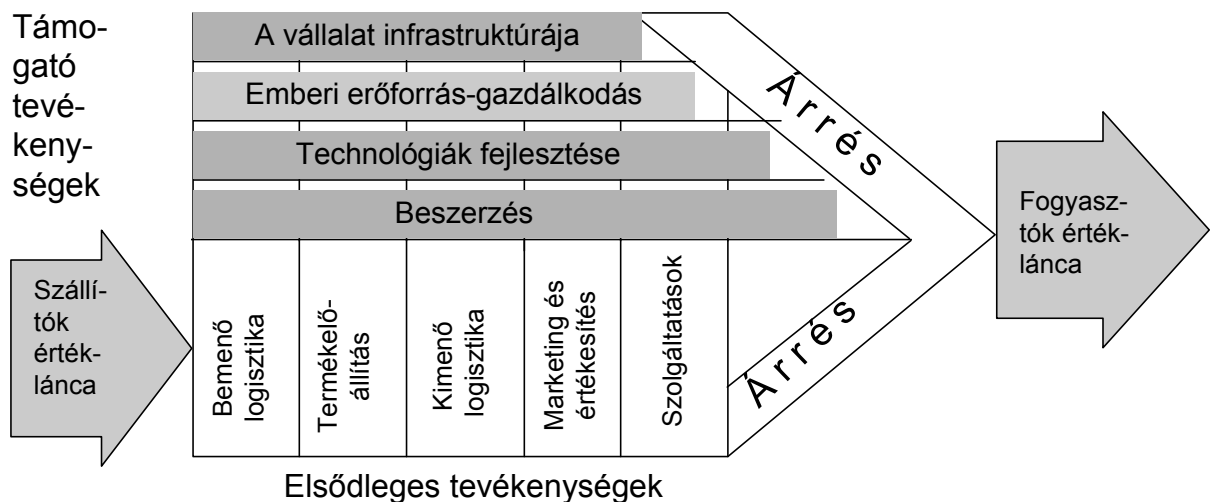 Támo-
gató
tevé-
keny-
ségek
A vállalat infrastruktúrája
Emberi erőforrás-gazdálkodás
Technológiák fejlesztése
Beszerzés
Árrés
Szállí-
tók
érték-
lánca
Bemenő
logisztika
Termékelő-
állítás
Kimenő
logisztika
Marketing és
értékesítés
Szolgáltatások
Árrés
Fogyasz-
tók érték-
lánca
Elsődleges tevékenységek